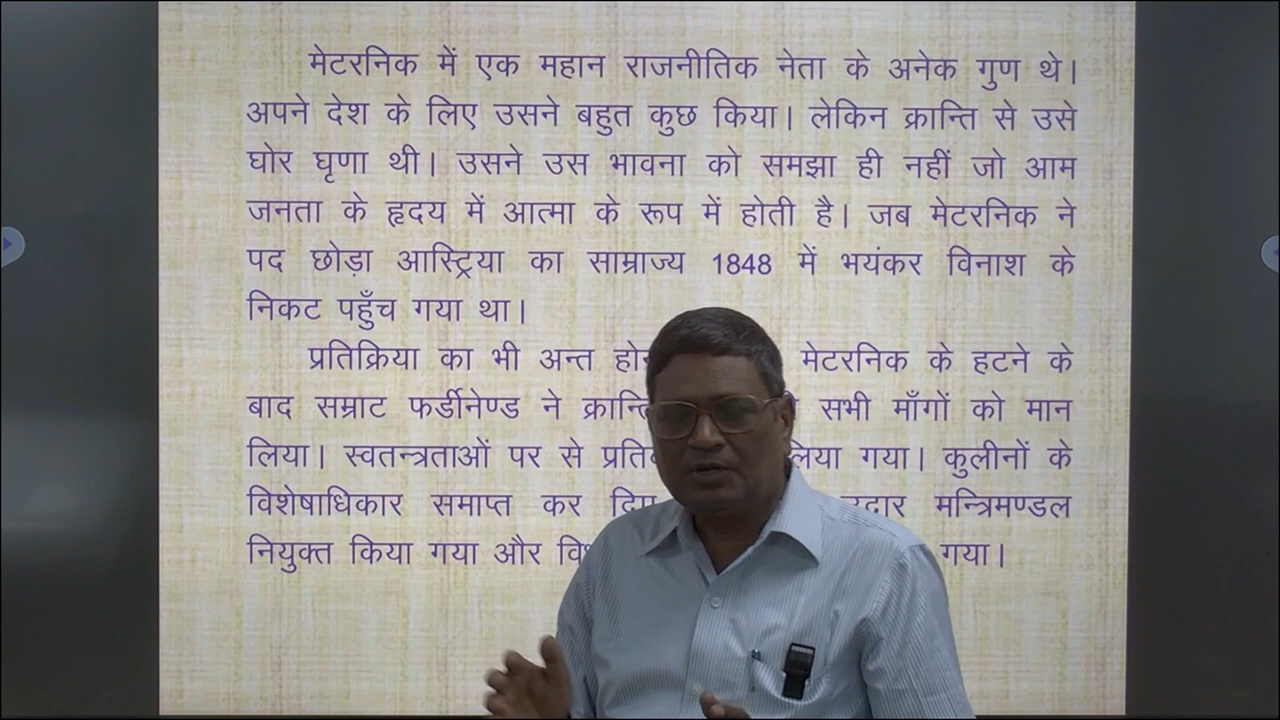 मेटरनिक में एक महान राजनीतिक नेता के अनेक गुण थे।
अपने देश के लिए उसने बहुत कुछ किया। लेकिन क्रान्ति से उसे
घोर घृणा थी। उसने उस भावना को समझा ही नहीं जो आम
जनता के हृदय में आत्मा के रूप में होती है। जब मेटरनिक ने
पद छोड़ा आस्ट्रिया का साम्राज्य 1848 में भयंकर विनाश के
निकट पहुँच गया था।
प्रतिक्रिया का भी अन्त मेटरनिक के हटने के
बाद सम्राट फर्डीनेण्ड ने सभी माँगों को मान
लिया। स्वतन्त्रताओं पर से लिया गया। कुलीनों के
विशेषाधिकार समाप्त कर मन्त्रिमण्डल
नियुक्त किया गया और गया।